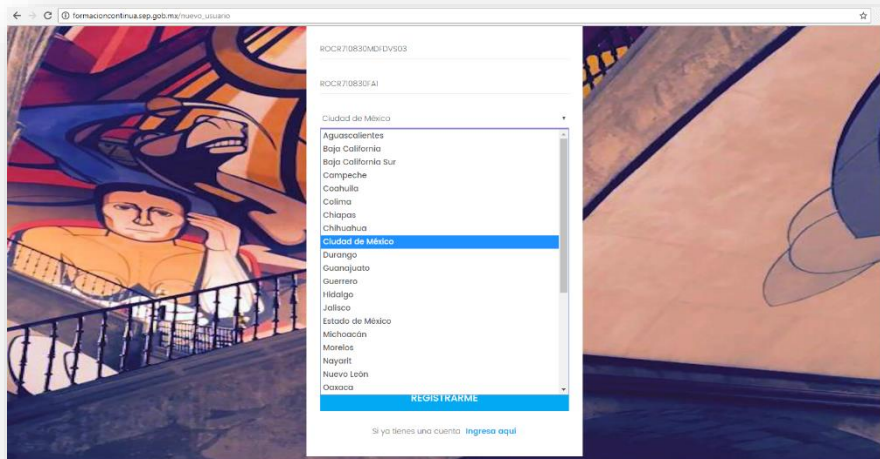 formacioncontinua.sep.gob.mx/nuevo_usuario
ROCR710830MDFDVS03
ROCR710830FA1
Ciudad de México
Aguascalientes
Baja California
Baja California Sur
Campeche
Coahuila
Colima
Chiapas
Chihuahua
Ciudad de México
Durango
Guanajuato
Guerrero
Hidalgo
Jalisco
Estado de México
Michoacán
Morelos
Nayarit
Nuevo León
Oaxaca
REGISTRARME
Si ya tienes una cuenta Ingresa aquí